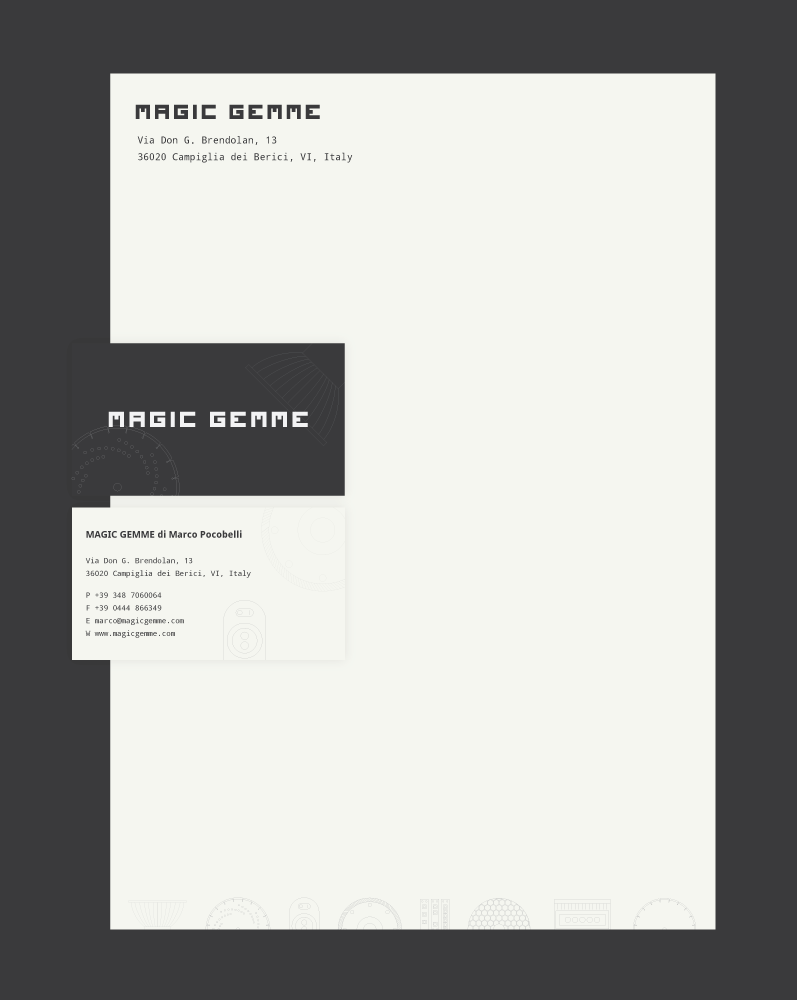 MAGIC GEMME
Via Don G. Brendolan, 13
36020 Campiglia dei Berici, VI, Italy
MAGIC GEMME
MAGIC GEMME di Marco Pocobelli
Via Don G. Brendolan, 13
36020 Campiglia dei Berici, VI, Italy
P +39 348 7060064
F +39 0444 866349
E marco@magicgemme.com
W www.magicgemme.com